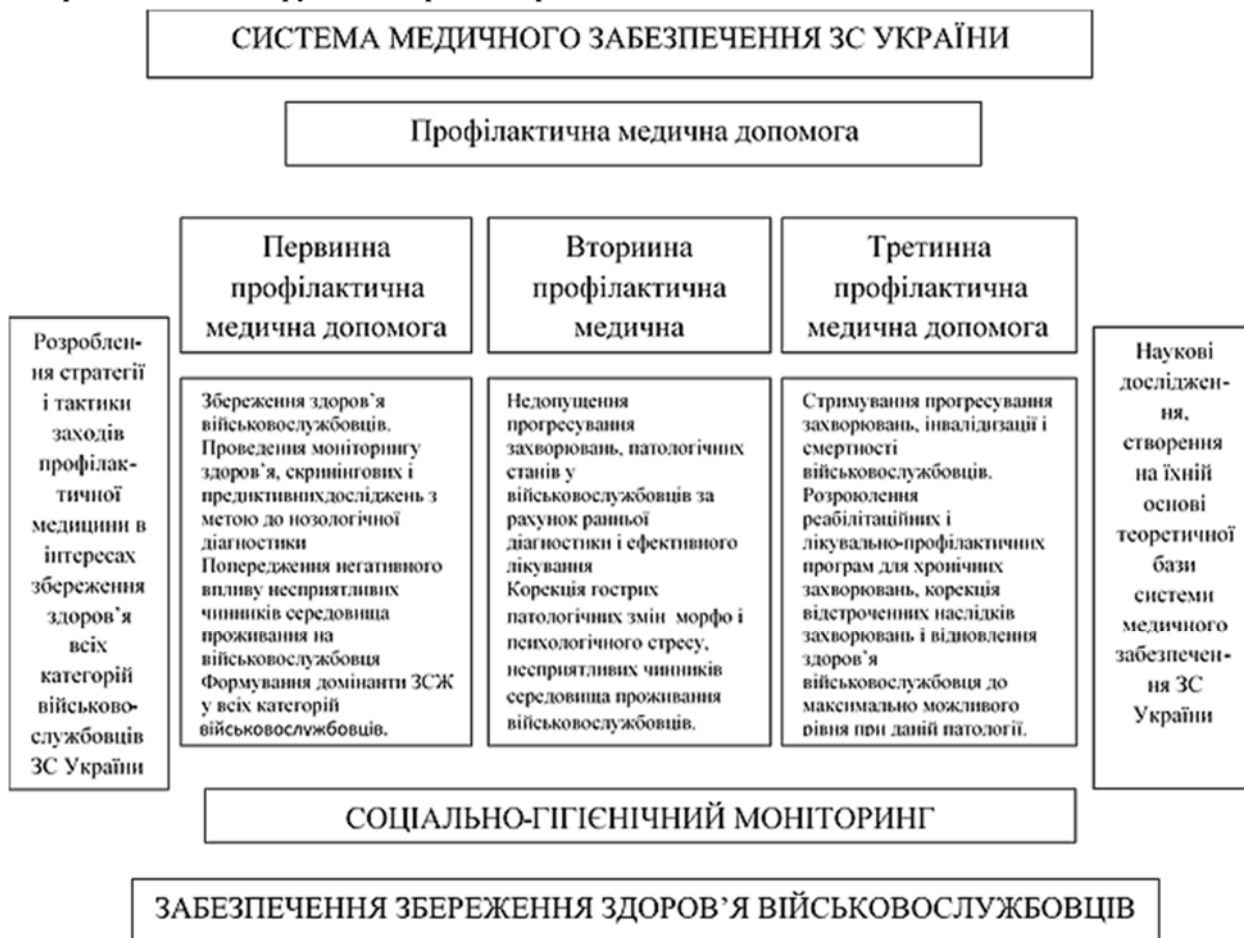 СИСТЕМА МЕДИЧНОГО ЗАБЕЗПЕЧЕННЯ ЗС УКРАЇНИ
Профілактична медична допомога
Первинна
профілактична
медична допомога
Вториина
профілактична
медична
Третинна
профілактична
медична допомога
Розроблен-
ня стратегії
і тактики
заходів
профілак-
тичної
медицини в
інтересах
збереження
здоров’я
всіх
категорій
військово-
службовців
ЗС України
Збереження здоров’я
військовослужбовців.
Проведення моніторингу
здоров’я, скринінгових і
предиктивнихдосліджень з
метою до нозологічної
діагностики
Попередження негативного
впливу несприятливих
чинників середовища
проживання на
військовослужбовця
Формування домінанти ЗСЖ
у всіх категорій
військовослужбовців.
Недопущення
прогресування
захворювань, патологічних
станів у
військовослужбовців за
рахунок ранньої
діагностики і ефективного
лікування
Корекція гострих
патологічних змін морфо і
психологічного стресу,
несприятливих чинників
середовища проживання
військовослужбовців.
Стримування прогресування
захворювань, інвалідизації і
смертності
військовослужбовців.
Розроюлення
реабілітаційних і
лікувально-профілактичних
програм для хронічних
захворювань, корекція
відстроченних наслідків
захворювань і відновлення
здоров’я
військовослужбовця до
максимально можливого
рівня при даній патології.
Наукові
дослідження-
ня,
створення
на їхній
основі
теоретичної
бази
системи
медичного
забезпечен-
ня ЗС
України
СОЦІАЛЬНО-ГІГІЄНІЧНИЙ МОНІТОРИНГ
ЗАБЕЗПЕЧЕННЯ ЗБЕРЕЖЕННЯ ЗДОРОВ’Я ВІЙСЬКОВОСЛУЖБОВЦІВ